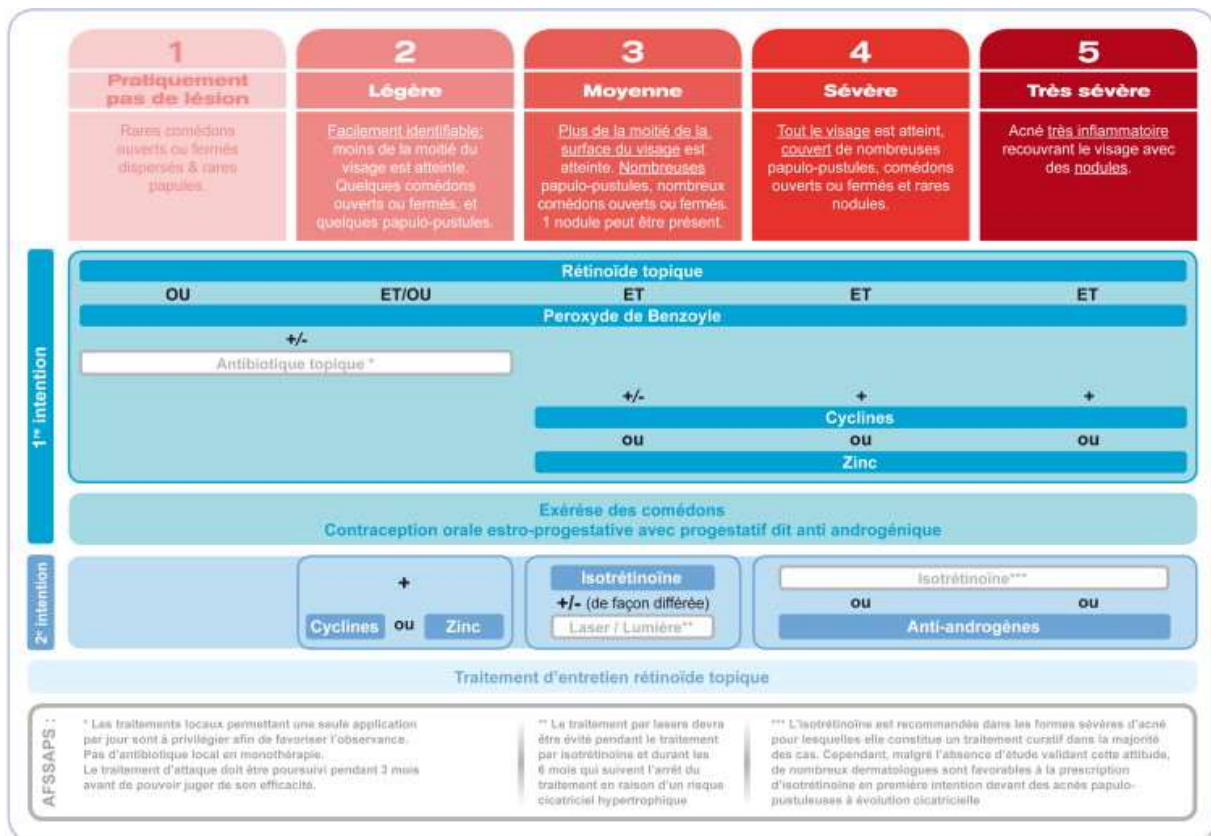 1
Pratiquement
pas de lésion
Rares comédons
ouverts ou fermés
dispersés & rares
papules.
2
Légère
Facilement identifiable;
moins de la moitié du
visage est atteinte.
Quelques comédons
ouverts ou fermés, et
quelques papulo-pustules.
3
Moyenne
Plus de la moitié de la
surface du visage est
atteinte. Nombreuses
papulo-pustules, nombreux
comédons ouverts ou fermés.
1 nodule peut être présent.
4
Sévère
Tout le visage est atteint,
couvert de nombreuses
papulo-pustules, comédons
ouverts ou fermés et rares
nodules.
5
Très sévère
Acné très inflammatoire
recouvrant le visage avec
des nodules.
1re intention
Rétinoïde topique
OU ET/OU ET ET ET
Peroxyde de Benzoyle
+/-
Antibiotique topique *
+/- + +
Cyclines
ou ou ou
Zinc
Exérèse des comédons
Contraception orale estro-progestative avec progestatif dit anti androgénique
2e intention
+
Cyclines ou Zinc
Isotrétinoïne
+/- (de façon différée)
Laser / Lumière**
Isotrétinoïne***
ou ou
Anti-androgènes
Traitement d'entretien rétinoïde topique
AFSSAPS :
* Les traitements locaux permettant une seule application
par jour sont à privilégier afin de favoriser l'observance.
Pas d'antibiotique local en monothérapie.
Le traitement d'attaque doit être poursuivi pendant 3 mois
avant de pouvoir juger de son efficacité.
** Le traitement par lasers devra
être évité pendant le traitement
par isotrétinoïne et durant les
6 mois qui suivent l'arrêt du
traitement en raison d'un risque
cicatriciel hypertrophique
*** L'isotrétinoïne est recommandée dans les formes sévères d'acné
pour lesquelles elle constitue un traitement curatif dans la majorité
des cas. Cependant, malgré l'absence d'étude validant cette attitude,
de nombreux dermatologues sont favorables à la prescription
d'isotrétinoïne en première intention devant des acnés papulo-
pustuleuses à évolution cicatricielle